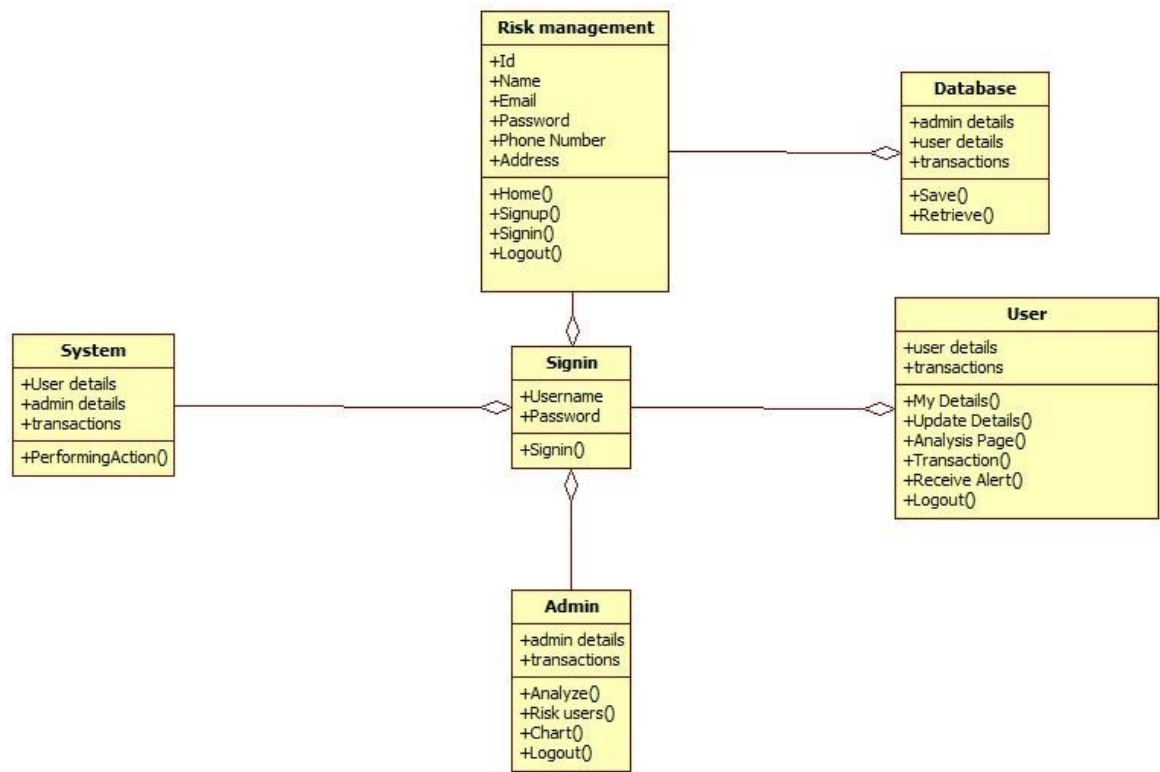 Risk management
+Id
+Name
+Email
+Password
+Phone Number
+Address
+Home()
+Signup()
+Signin()
+Logout()
Database
+admin details
+user details
+transactions
+Save()
+Retrieve()
System
+User details
+admin details
+transactions
+PerformingAction()
Signin
+Username
+Password
+Signin()
User
+user details
+transactions
+My Details()
+Update Details()
+Analysis Page()
+Transaction()
+Receive Alert()
+Logout()
Admin
+admin details
+transactions
+Analyze()
+Risk users()
+Chart()
+Logout()